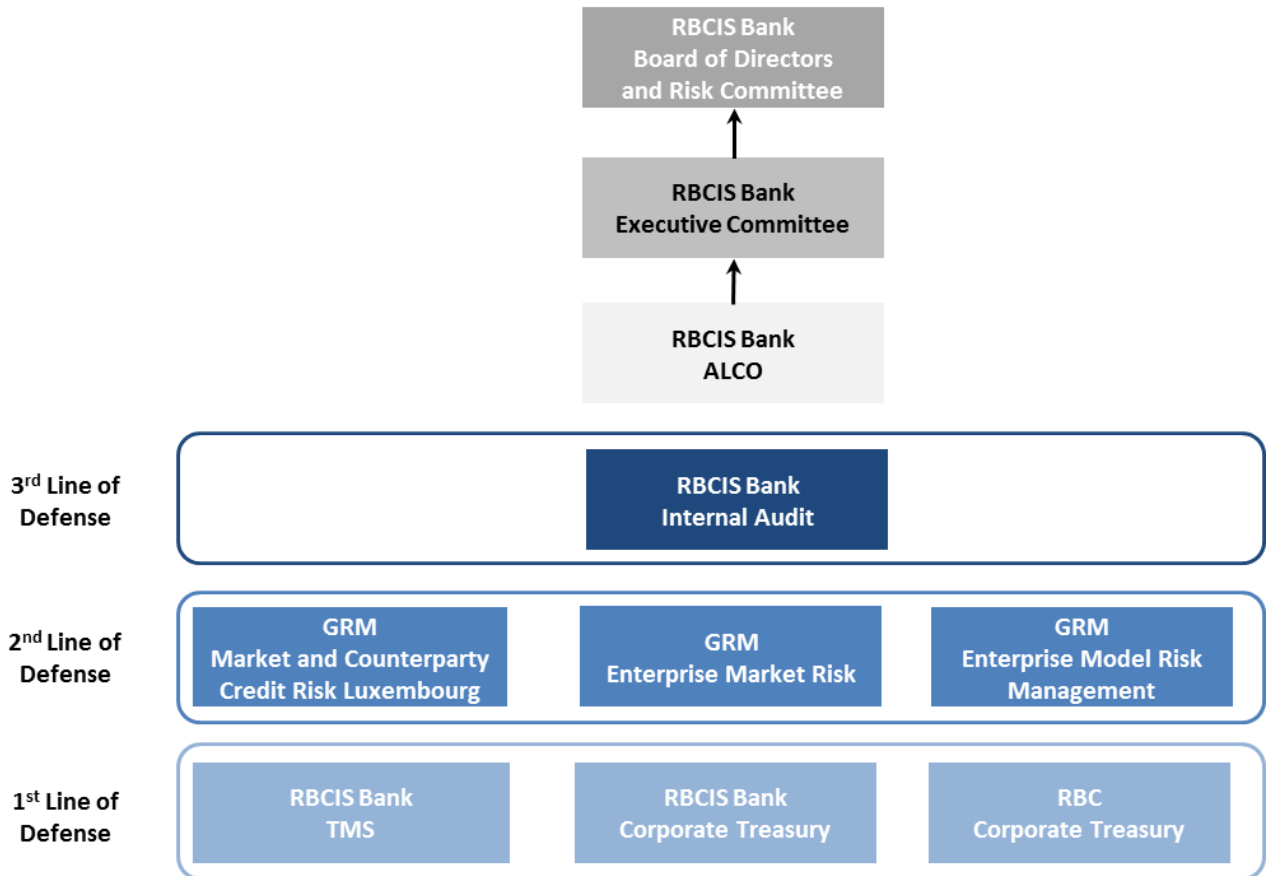 RBCIS Bank
Board of Directors
and Risk Committee
RBCIS Bank
Executive Committee
RBCIS Bank
ALCO
3rd Line of
Defense
RBCIS Bank
Internal Audit
2nd Line of
Defense
GRM
Market and Counterparty
Credit Risk Luxembourg
GRM
Enterprise Market Risk
GRM
Enterprise Model Risk
Management
1st Line of
Defense
RBCIS Bank
TMS
RBCIS Bank
Corporate Treasury
RBC
Corporate Treasury